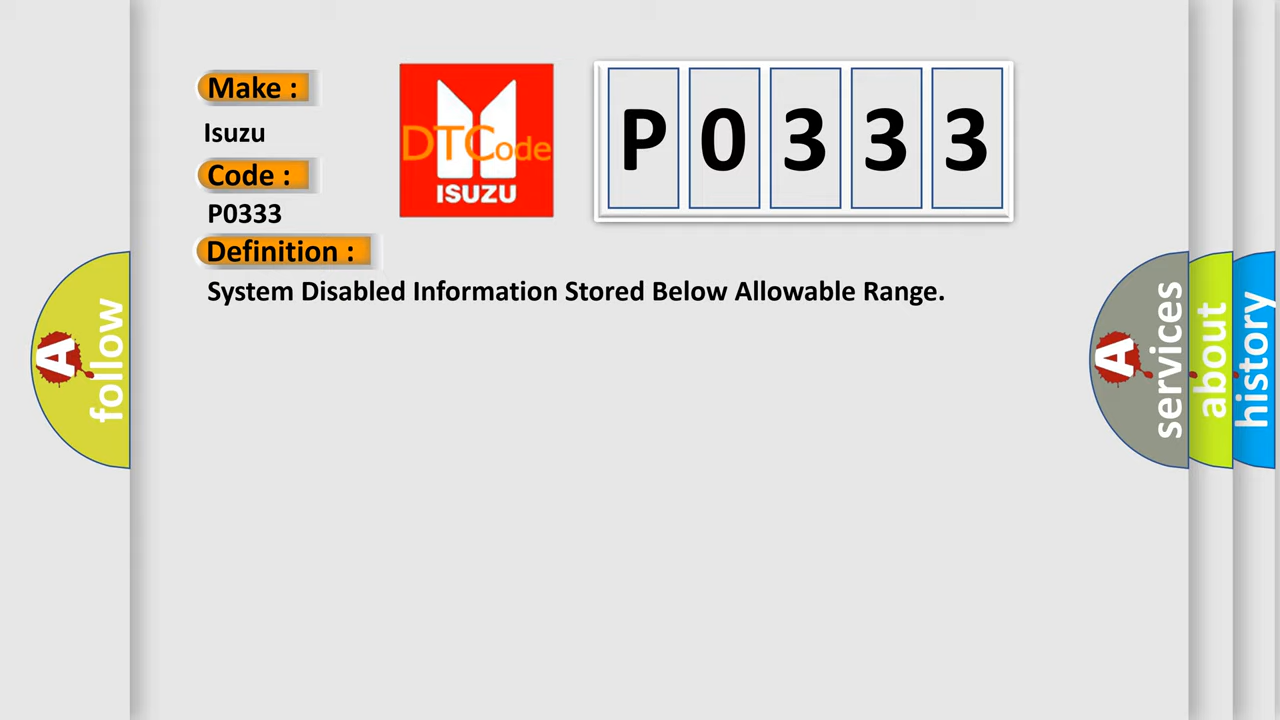 Make :
Isuzu
Code :
P0333
Definition :
System Disabled Information Stored Below Allowable Range.
DTCode
ISUZU
P 0 3 3 3
A
follow
A
services
about
history